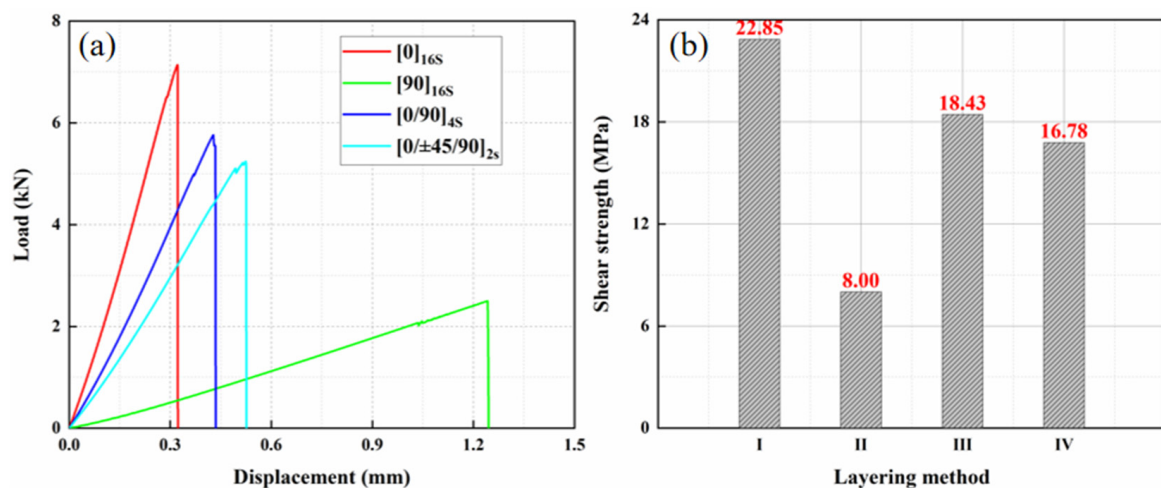 (a)
8
6
4
2
0
Load (kN)
[0]16S
[90]16S
[0/90]4S
[0/±45/90]2s
0.0 0.3 0.6 0.9 1.2 1.5
Displacement (mm)
(b)
24
18
12
6
0
Shear strength (MPa)
22.85
8.00
18.43
16.78
I II III IV
Layering method